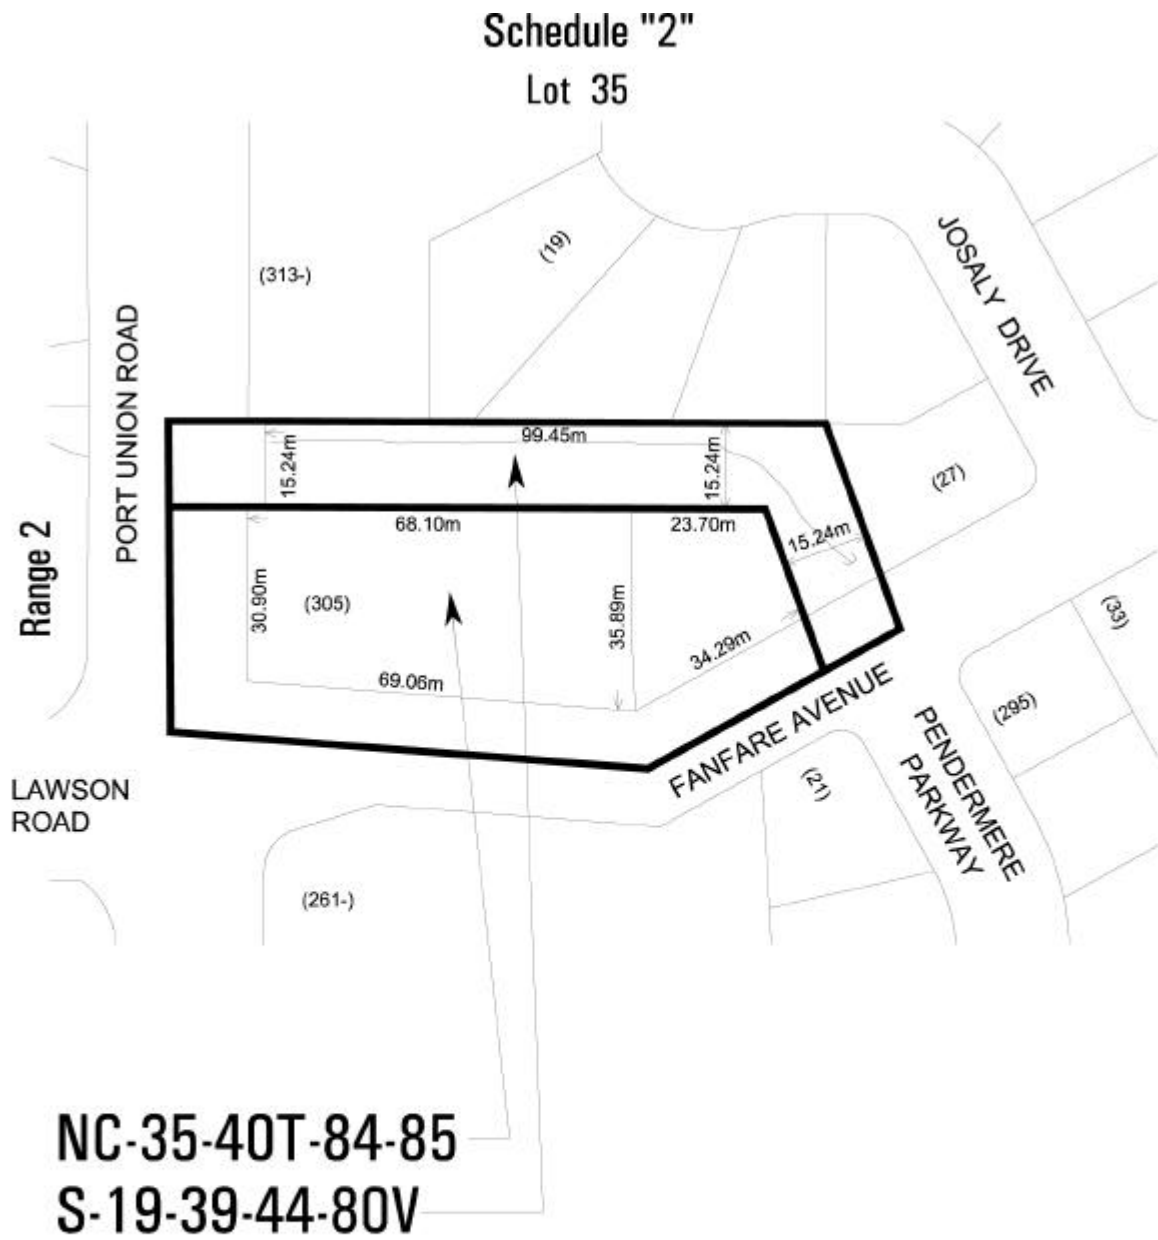 Schedule "2"
Lot 35
JOSALY DRIVE
(19)
(313-)
PORT UNION ROAD
Range 2
99.45m
15.24m
15.24m
(27)
68.10m
23.70m
15.24m
30.90m
(305)
35.89m
34.29m
69.06m
(33)
(295)
FANFARE AVENUE
PENDERMERE
PARKWAY
(21)
LAWSON
ROAD
(261-)
NC-35-40T-84-85
S-19-39-44-80V